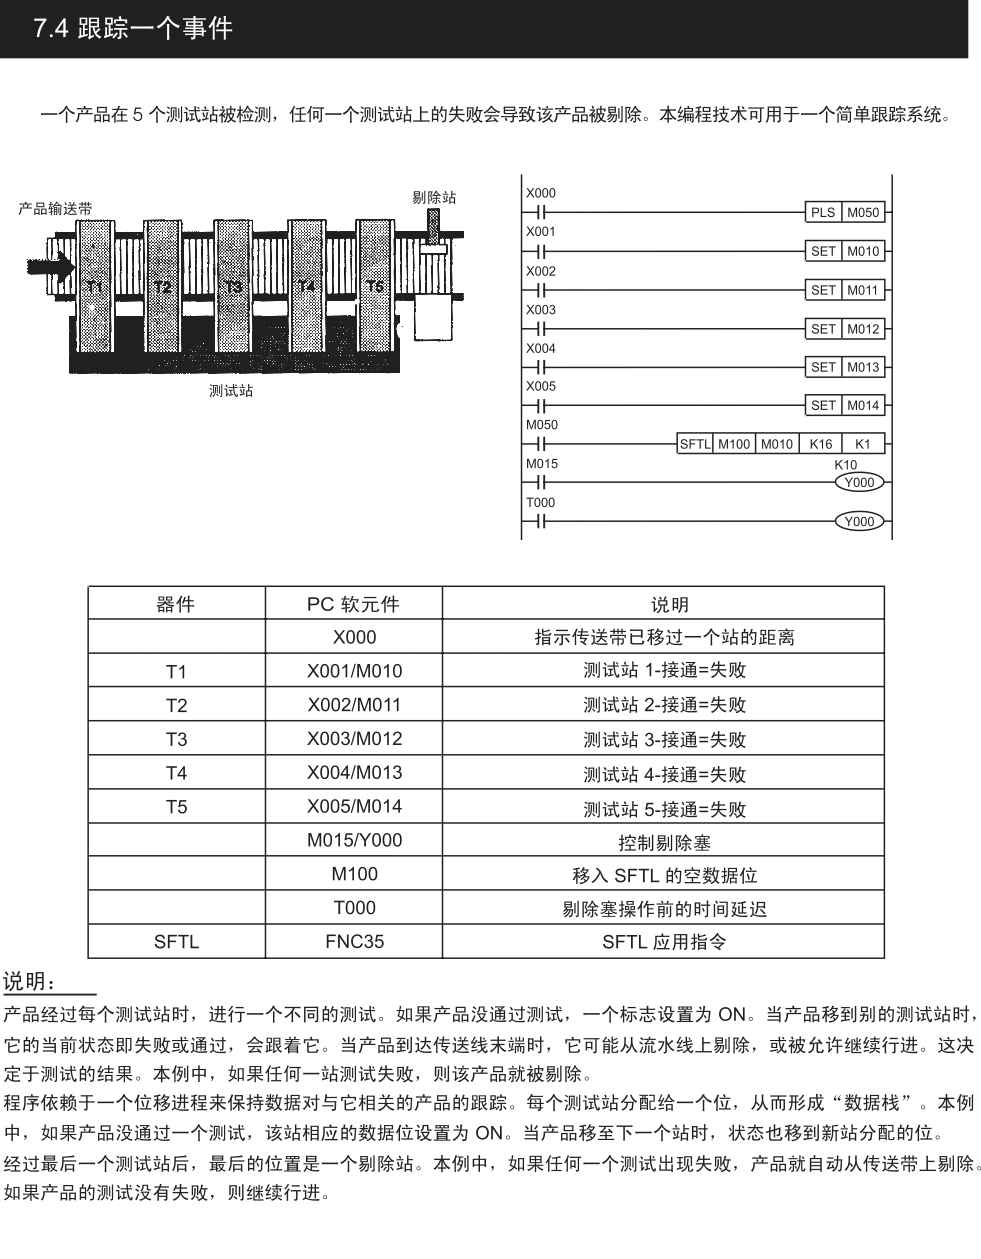 7.4 跟踪一个事件
一个产品在 5 个测试站被检测，任何一个测试站上的失败会导致该产品被剔除。本编程技术可用于一个简单跟踪系统。
产品输送带
剔除站
T1 T2 T3 T4 T5
测试站
X000
PLS M050
X001
SET M010
X002
SET M011
X003
SET M012
X004
SET M013
X005
SET M014
M050
SFTL M100 M010 K16 K1
M015
K10
Y000
T000
Y000
器件 PC 软元件 说明
X000 指示传送带已移过一个站的距离
T1 X001/M010 测试站 1-接通=失败
T2 X002/M011 测试站 2-接通=失败
T3 X003/M012 测试站 3-接通=失败
T4 X004/M013 测试站 4-接通=失败
T5 X005/M014 测试站 5-接通=失败
M015/Y000 控制剔除塞
M100 移入 SFTL 的空数据位
T000 剔除塞操作前的时间延迟
SFTL FNC35 SFTL 应用指令
说明：
产品经过每个测试站时，进行一个不同的测试。如果产品没通过测试，一个标志设置为 ON。当产品移到别的测试站时，
它的当前状态即失败或通过，会跟着它。当产品到达传送线末端时，它可能从流水线上剔除，或被允许继续行进。这决
定于测试的结果。本例中，如果任何一站测试失败，则该产品就被剔除。
程序依赖于一个位移进程来保持数据对与它相关的产品的跟踪。每个测试站分配给一个位，从而形成“数据栈”。本例
中，如果产品没通过一个测试，该站相应的数据位设置为 ON。当产品移至下一个站时，状态也移到新站分配的位。
经过最后一个测试站后，最后的位置是一个剔除站。本例中，如果任何一个测试出现失败，产品就自动从传送带上剔除。
如果产品的测试没有失败，则继续行进。